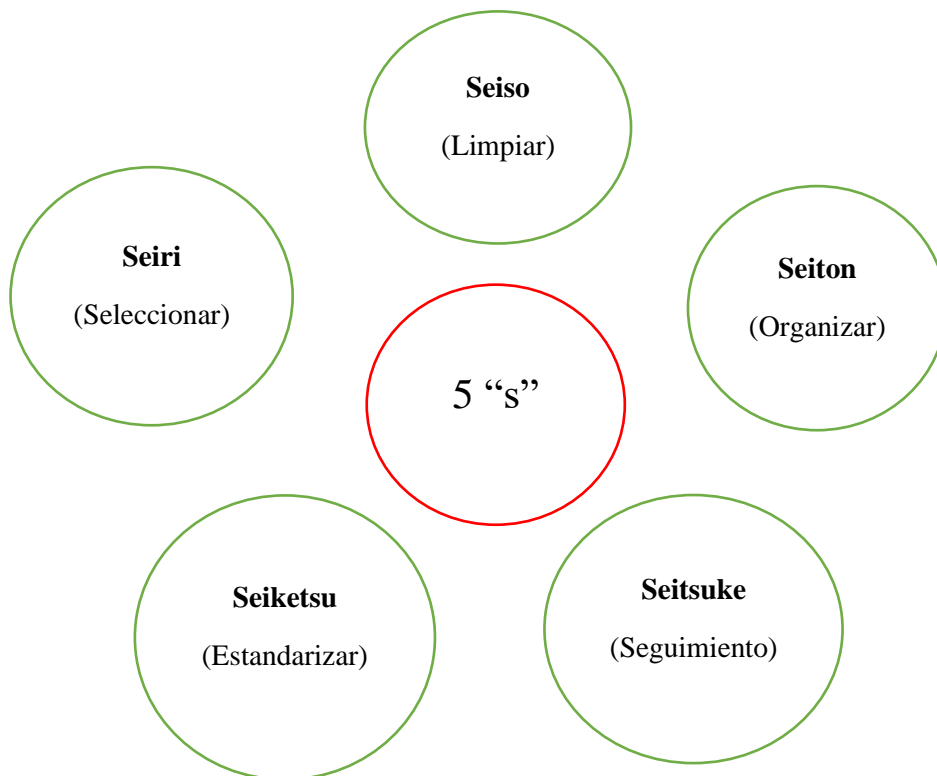 Seiso
(Limpiar)
Seiri
(Seleccionar)
Seiton
(Organizar)
5 “s”
Seiketsu
(Estandarizar)
Seitsuke
(Seguimiento)